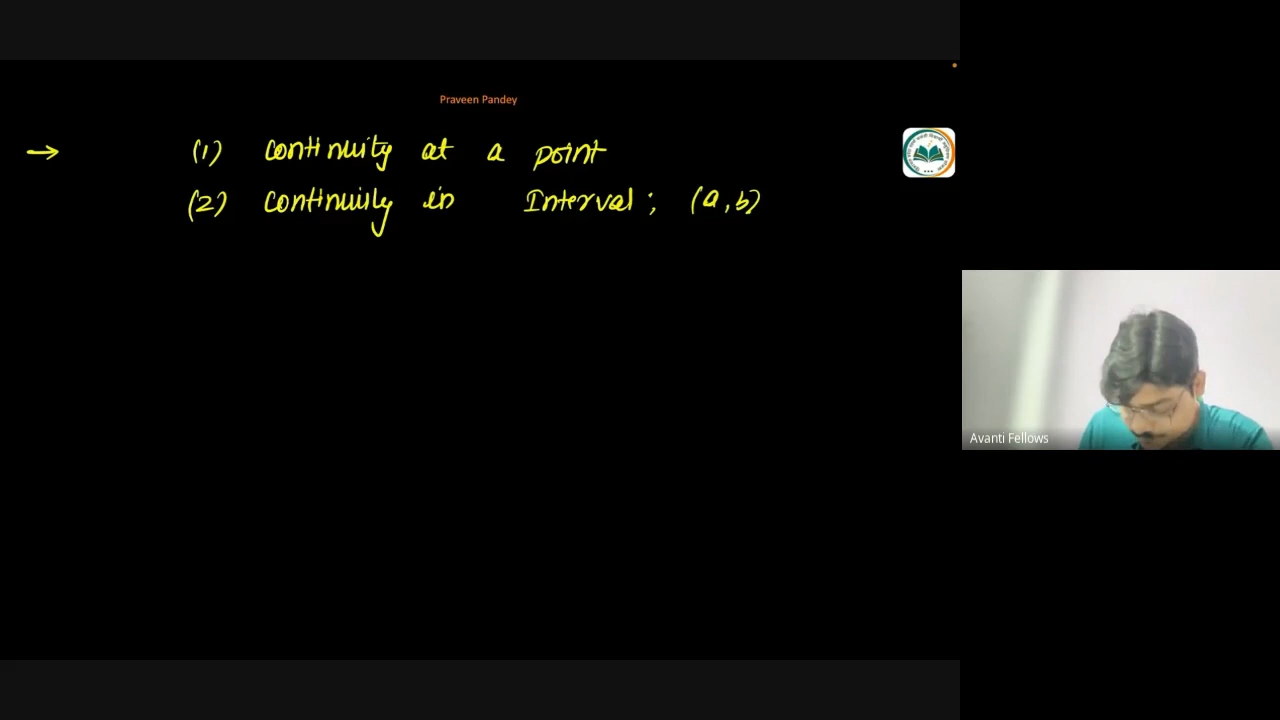 Praveen Pandey
→ (1) continuity at a point
(2) continuity in Interval ; (a,b)
Avanti Fellows